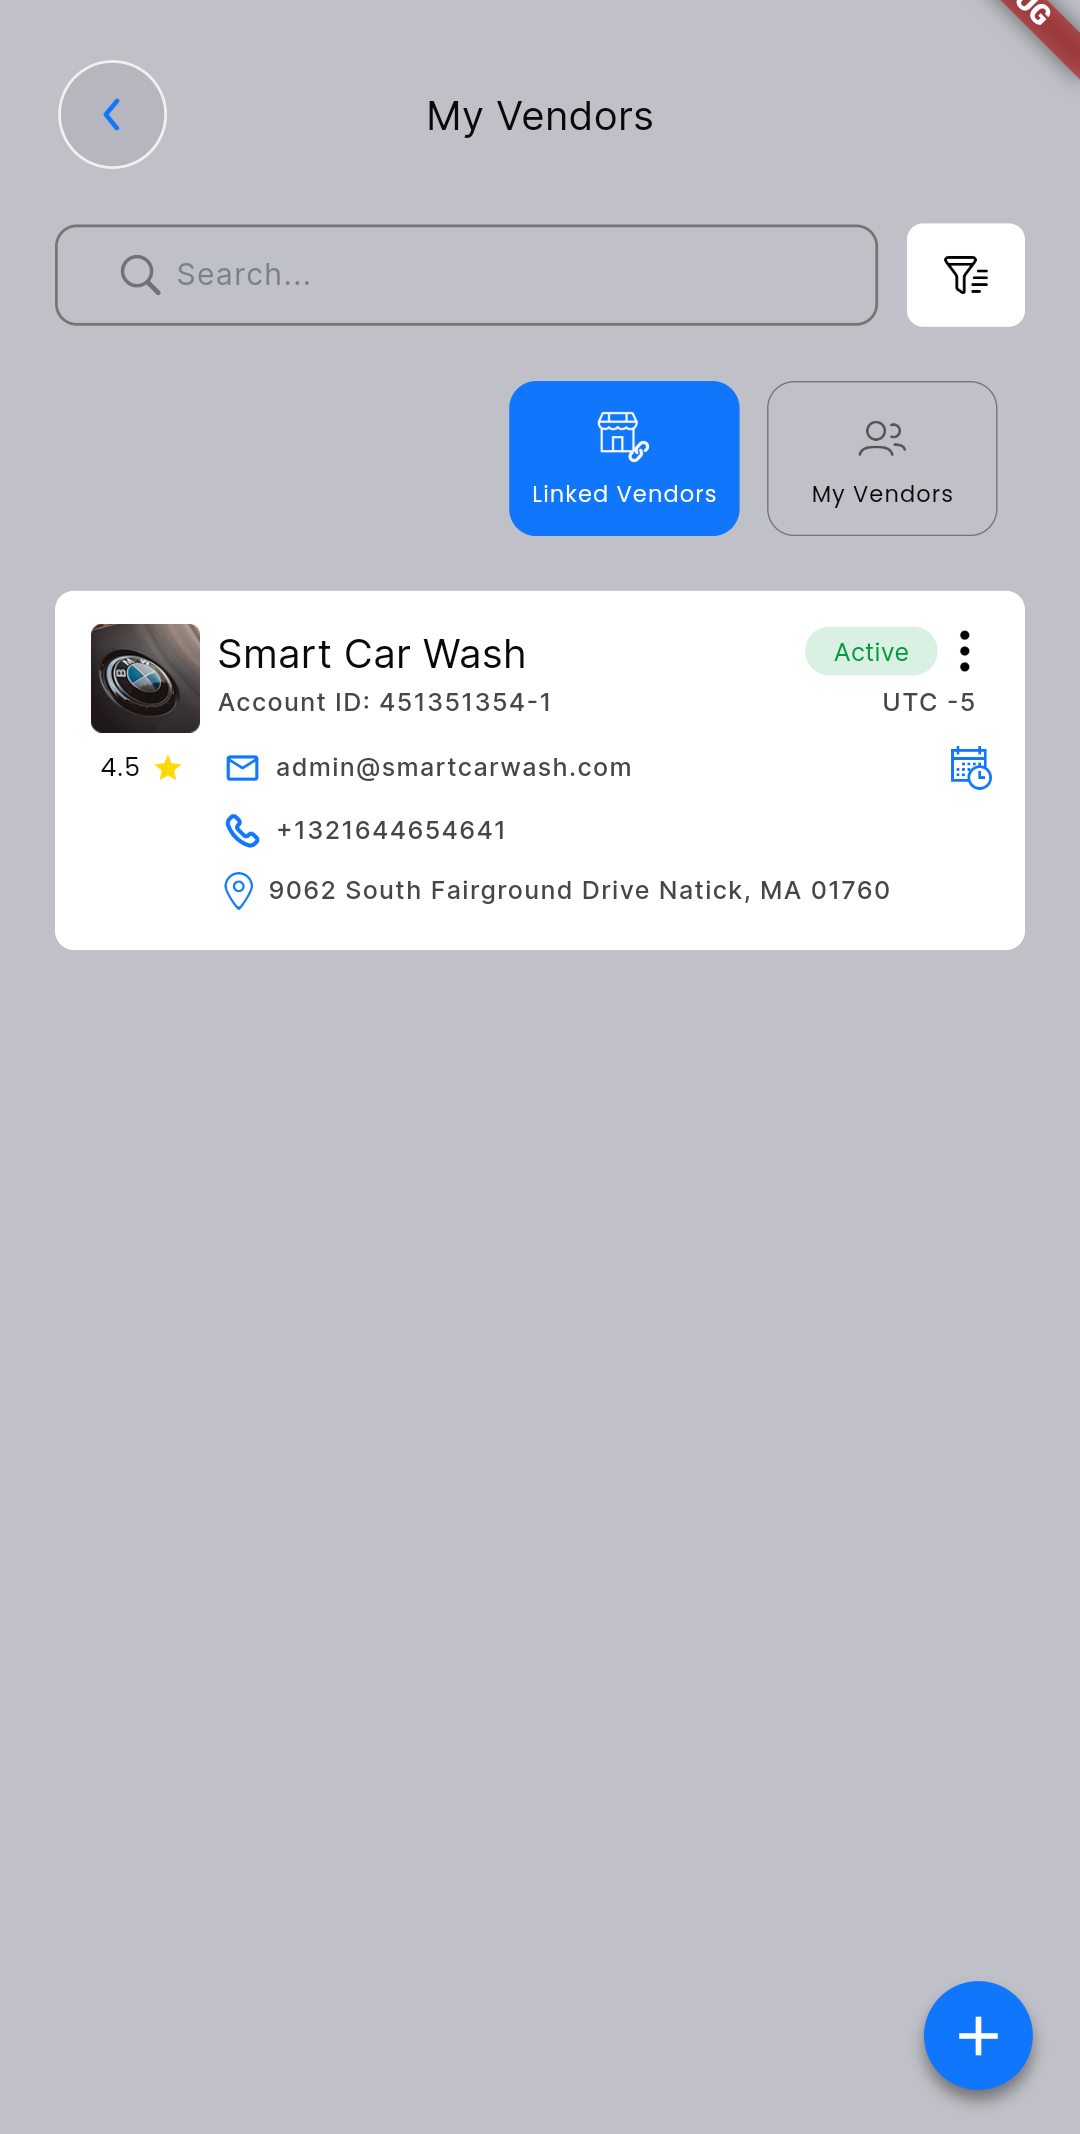 UG
My Vendors
Search...
Linked Vendors
My Vendors
Smart Car Wash
Active
Account ID: 451351354-1
UTC -5
4.5
admin@smartcarwash.com
+1321644654641
9062 South Fairground Drive Natick, MA 01760